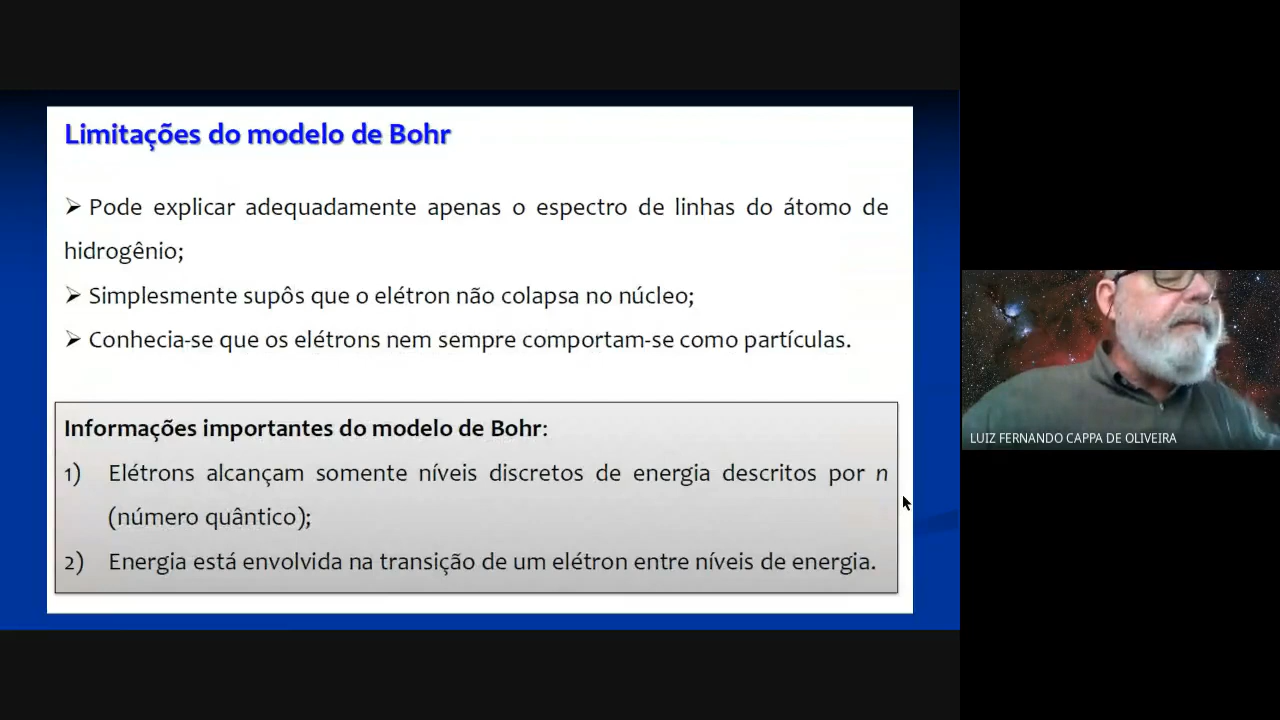 Limitações do modelo de Bohr
➢ Pode explicar adequadamente apenas o espectro de linhas do átomo de
hidrogênio;
➢ Simplesmente supôs que o elétron não colapsa no núcleo;
➢ Conhecia-se que os elétrons nem sempre comportam-se como partículas.
Informações importantes do modelo de Bohr:
1) Elétrons alcançam somente níveis discretos de energia descritos por n
(número quântico);
2) Energia está envolvida na transição de um elétron entre níveis de energia.
LUIZ FERNANDO CAPPA DE OLIVEIRA